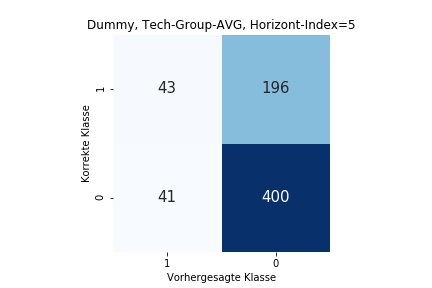 Dummy, Tech-Group-AVG, Horizont-Index=5
Korrekte Klasse
1
43
196
0
41
400
1
0
Vorhergesagte Klasse